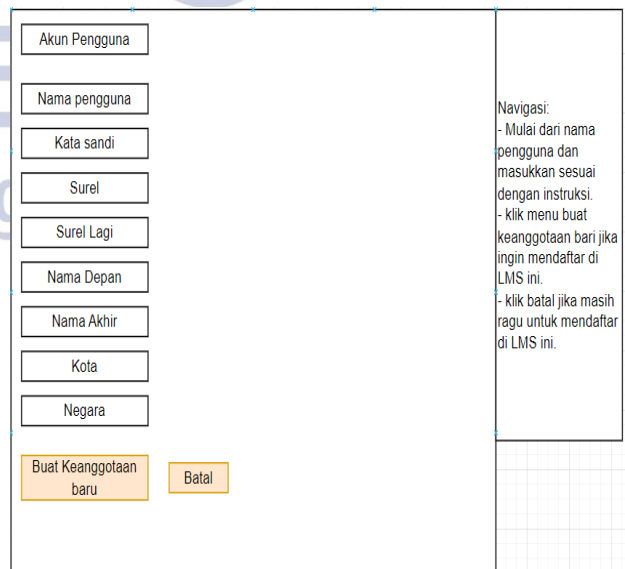 Akun Pengguna
Nama pengguna
Kata sandi
Surel
Surel Lagi
Nama Depan
Nama Akhir
Kota
Negara
Buat Keanggotaan
baru
Batal
Navigasi:
- Mulai dari nama
pengguna dan
masukkan sesuai
dengan instruksi.
- klik menu buat
keanggotaan bari jika
ingin mendaftar di
LMS ini.
- klik batal jika masih
ragu untuk mendaftar
di LMS ini.